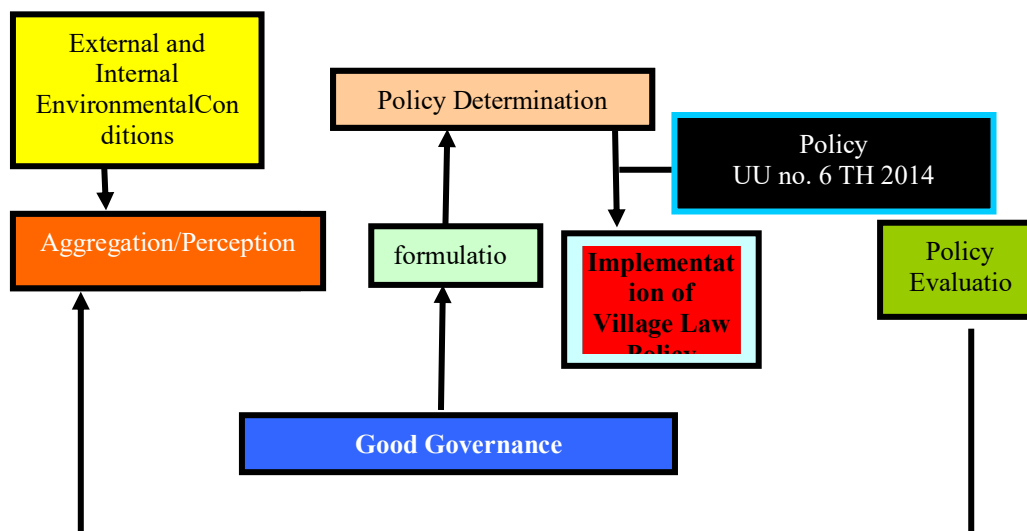 External and
Internal
EnvironmentalCon
ditions
Policy Determination
Policy
UU no. 6 TH 2014
Aggregation/Perception
formulatio
Implementat
ion of
Village Law
Policy
Policy
Evaluatio
Good Governance